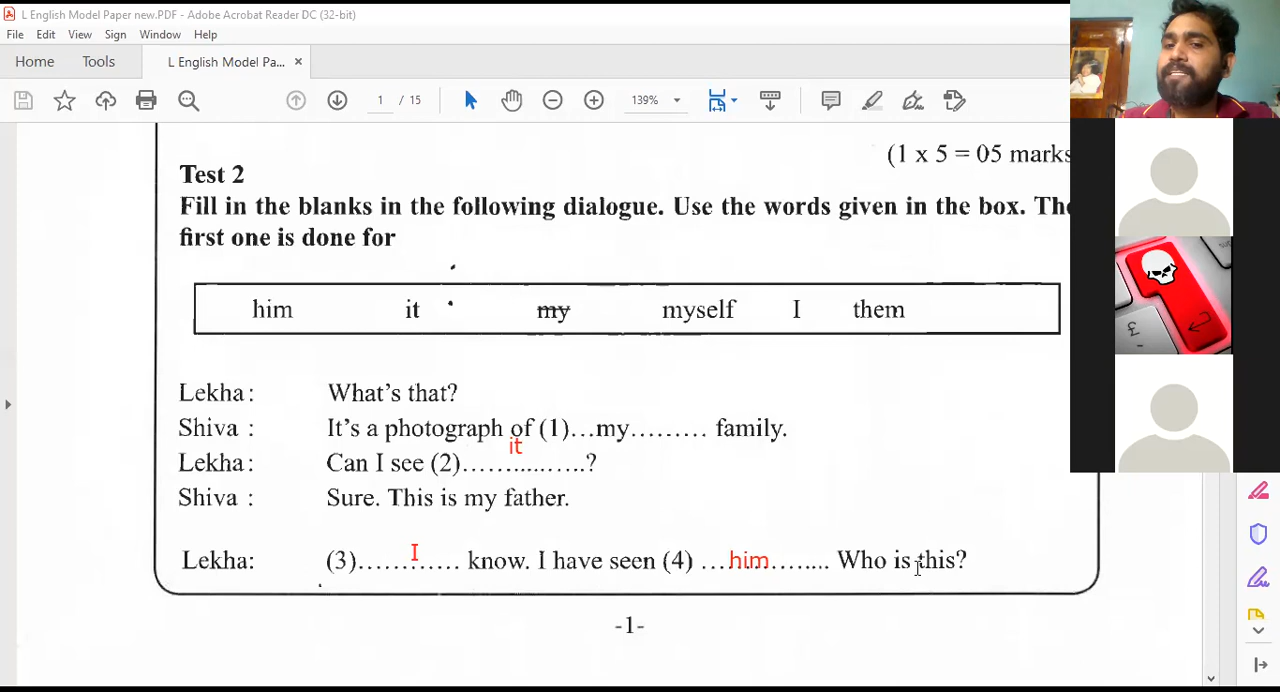 L English Model Paper new.PDF - Adobe Acrobat Reader DC (32-bit)
File Edit View Sign Window Help
Home Tools L English Model Pa... ×
1 / 15 139%
(1 x 5 = 05 marks
Test 2
Fill in the blanks in the following dialogue. Use the words given in the box. The
first one is done for
him it my myself I them
Lekha: What's that?
Shiva : It's a photograph of (1)...my......... family.
Lekha: Can I see (2)......it.........?
Shiva : Sure. This is my father.
Lekha: (3)......I...... know. I have seen (4) ...him.......... Who is this?
-1-